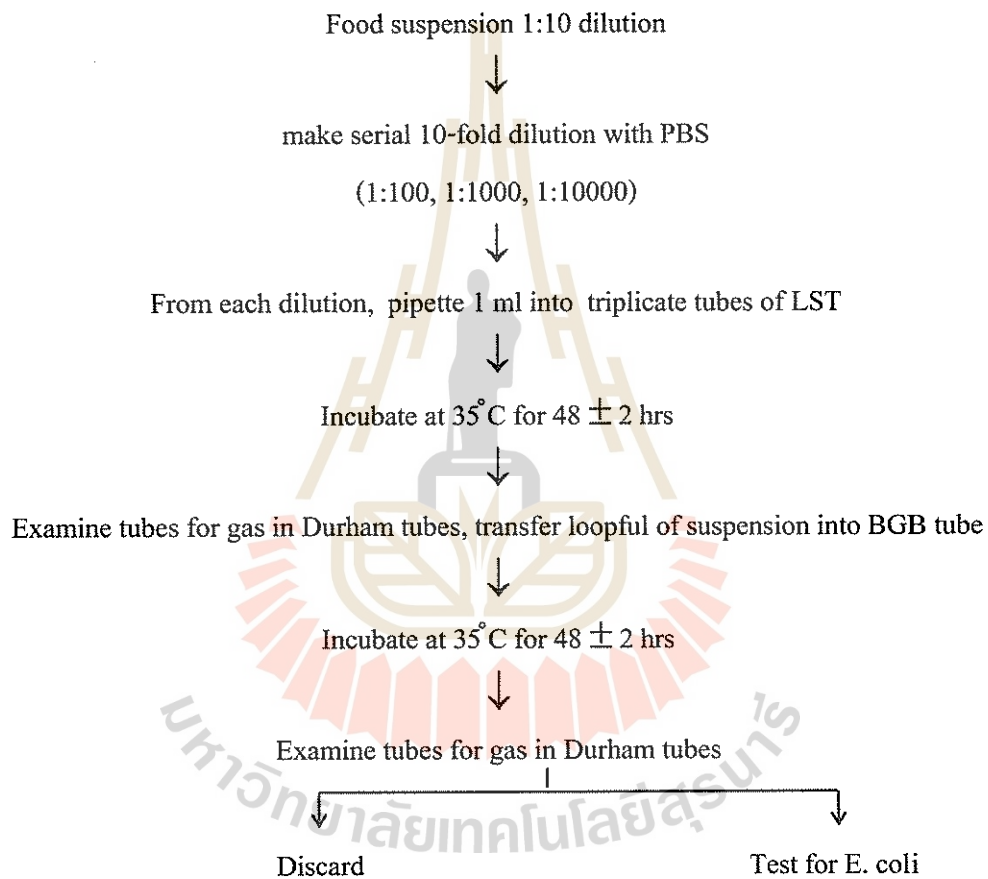 Food suspension 1:10 dilution
make serial 10-fold dilution with PBS
(1:100, 1:1000, 1:10000)
From each dilution, pipette 1 ml into triplicate tubes of LST
Incubate at 35°C for 48 ± 2 hrs
Examine tubes for gas in Durham tubes, transfer loopful of suspension into BGB tube
Incubate at 35°C for 48 ± 2 hrs
Examine tubes for gas in Durham tubes
Discard Test for E. coli
มหาวิทยาลัยเทคโนโลยีสุรนารี